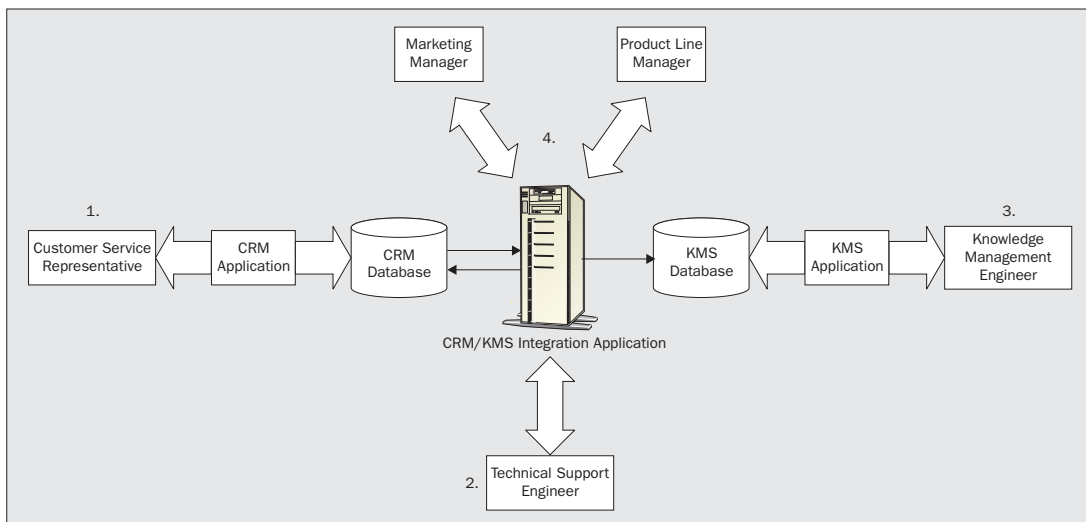 Marketing
Manager
Product Line
Manager
4.
1.
3.
Customer Service
Representative
CRM
Application
CRM
Database
KMS
Database
KMS
Application
Knowledge
Management
Engineer
CRM/KMS Integration Application
2.
Technical Support
Engineer